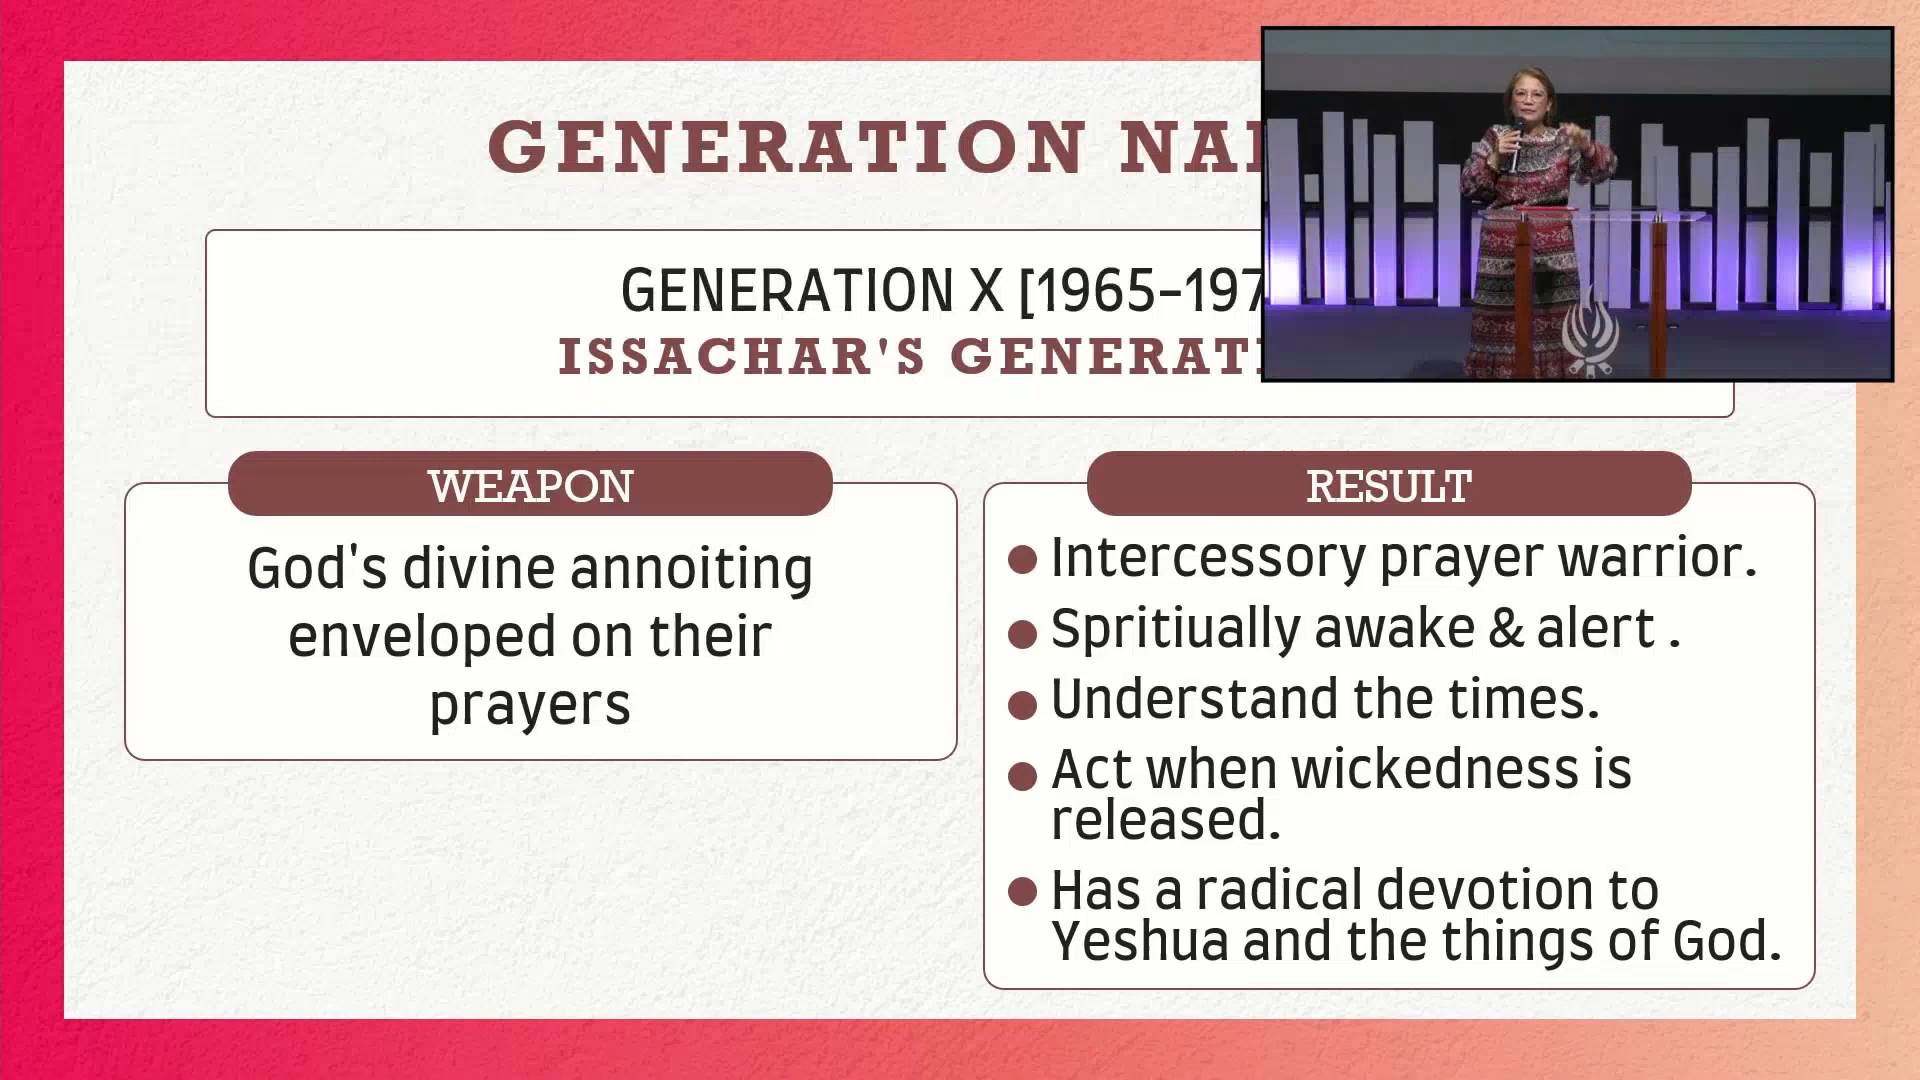 GENERATION
GENERATION X [1965-197
ISSACHAR'S
WEAPON
God's divine annoiting
enveloped on their
prayers
RESULT
Intercessory prayer warrior.
Spritiually awake & alert .
Understand the times.
Act when wickedness is
released.
Has a radical devotion to
Yeshua and the things of God.